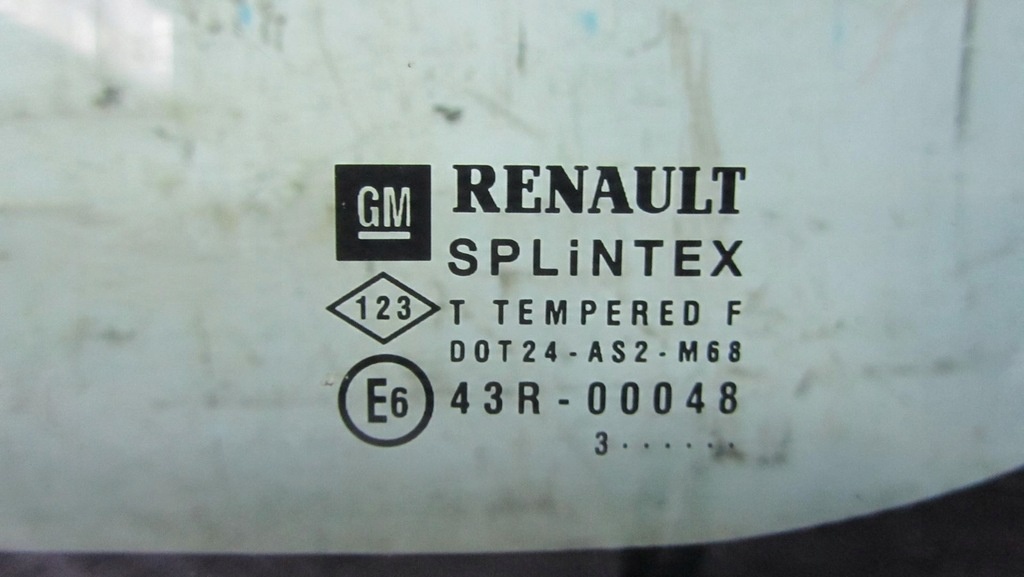 GM RENAULT
SPLiNTEX
123 T TEMPERED F
DOT24-AS2-M68
E6 43R-00048
3......